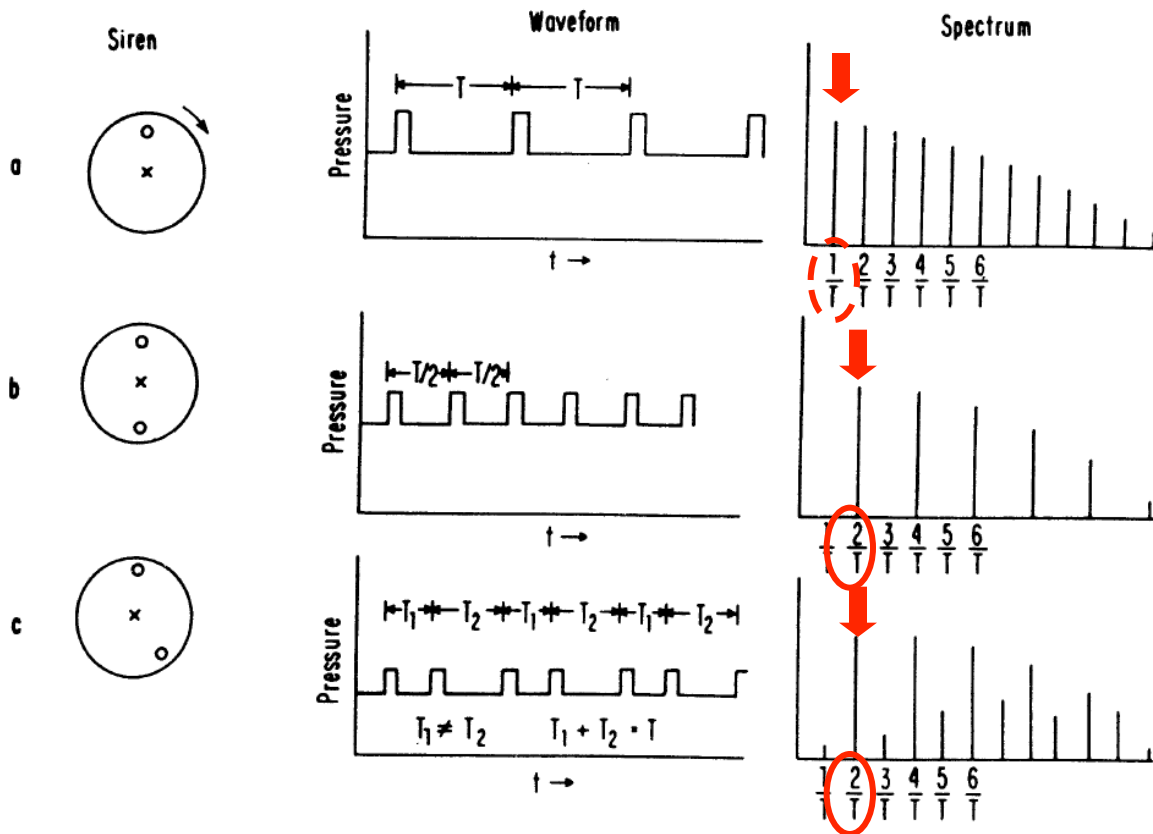 Siren
Waveform
Spectrum
a
Pressure
T T
t →
1/T 2/T 3/T 4/T 5/T 6/T
b
Pressure
T/2 T/2
t →
1/T 2/T 3/T 4/T 5/T 6/T
c
Pressure
T₁ T₂ T₁ T₂ T₁ T₂
T₁ ≠ T₂ T₁ + T₂ = T
t →
1/T 2/T 3/T 4/T 5/T 6/T